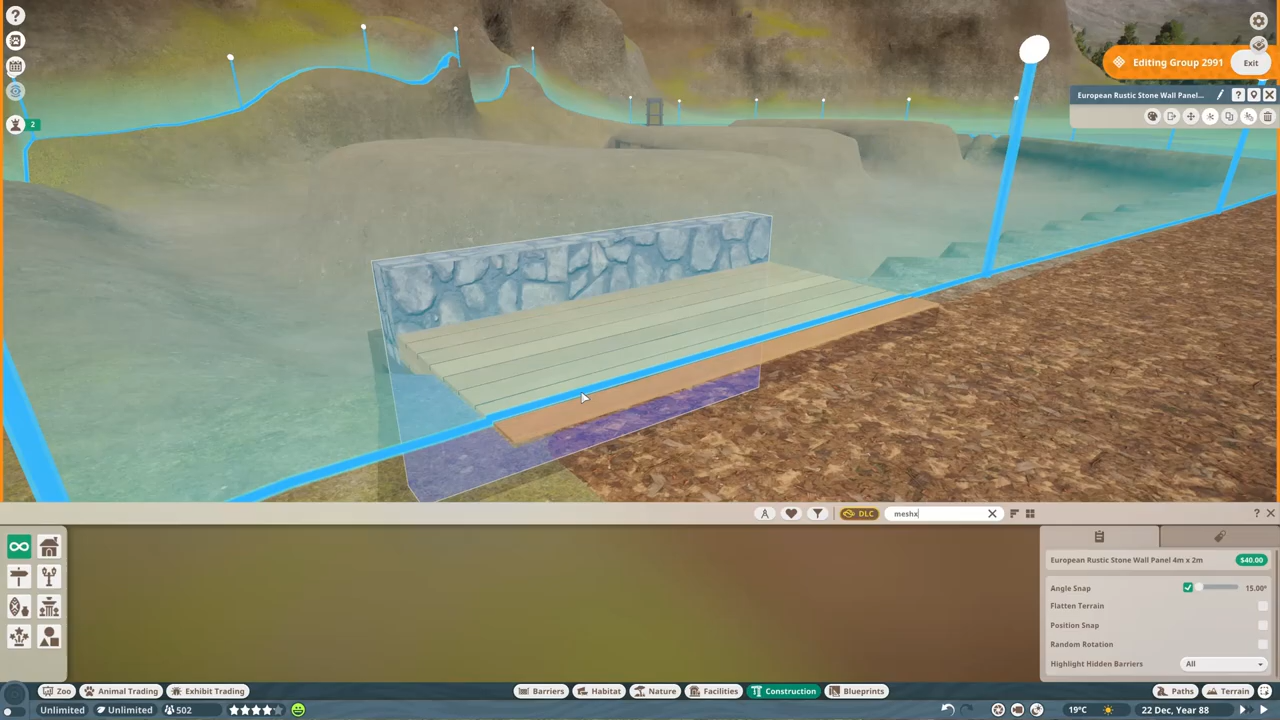 Editing Group 2991
Exit
European Rustic Stone Wall Panel...
2
DLC
meshx
European Rustic Stone Wall Panel 4m x 2m
$40.00
Angle Snap
15.00°
Flatten Terrain
Position Snap
Random Rotation
Highlight Hidden Barriers
All
Zoo
Animal Trading
Exhibit Trading
Barriers
Habitat
Nature
Facilities
Construction
Blueprints
Paths
Terrain
Unlimited
Unlimited
502
19°C
22 Dec, Year 88